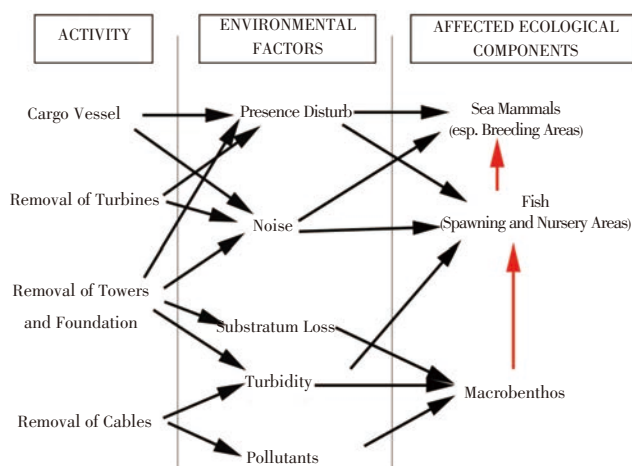 ACTIVITY
ENVIRONMENTAL
FACTORS
AFFECTED ECOLOGICAL
COMPONENTS
Cargo Vessel
Removal of Turbines
Removal of Towers
and Foundation
Removal of Cables
Presence Disturb
Noise
Substratum Loss
Turbidity
Pollutants
Sea Mammals
(esp. Breeding Areas)
Fish
(Spawning and Nursery Areas)
Macrobenthos